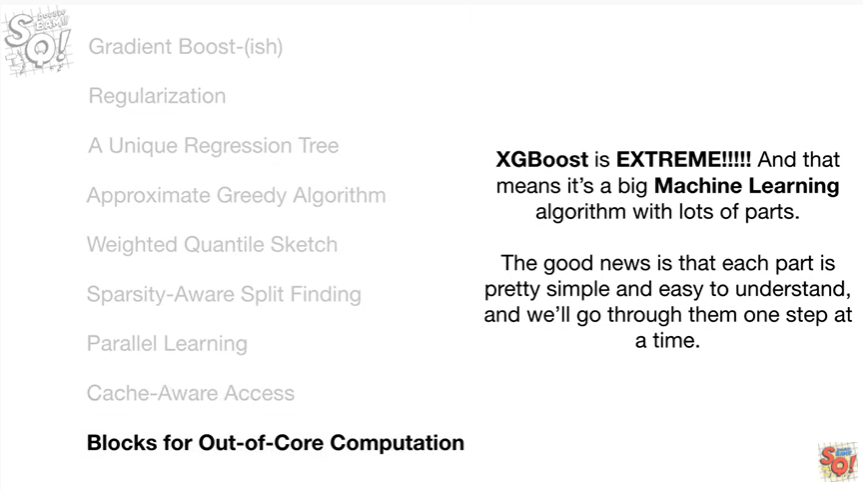 Gradient Boost-(ish)
Regularization
A Unique Regression Tree
Approximate Greedy Algorithm
Weighted Quantile Sketch
Sparsity-Aware Split Finding
Parallel Learning
Cache-Aware Access
Blocks for Out-of-Core Computation
XGBoost is EXTREME!!!!! And that
means it’s a big Machine Learning
algorithm with lots of parts.
The good news is that each part is
pretty simple and easy to understand,
and we’ll go through them one step at
a time.